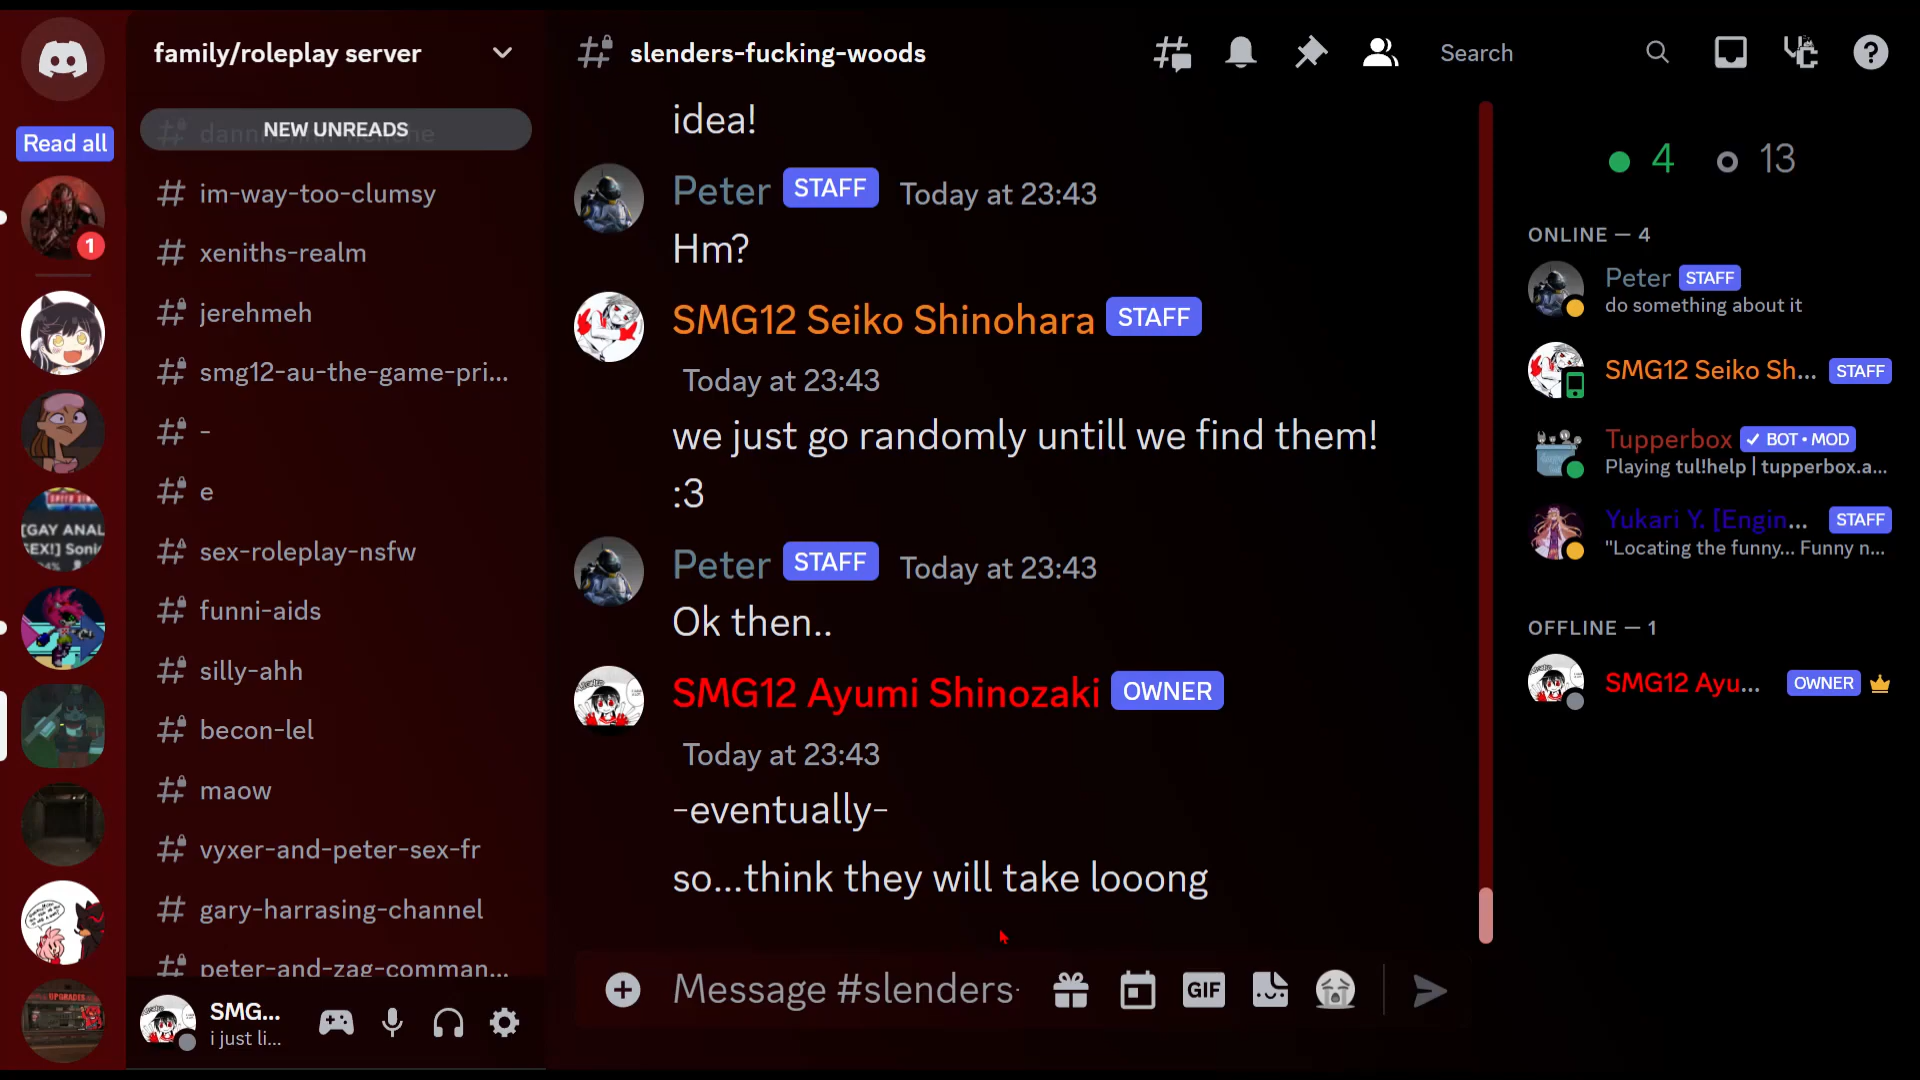 family/roleplay server
# slenders-fucking-woods
Search
Read all
NEW UNREADS
im-way-too-clumsy
xeniths-realm
jerehmeh
smg12-au-the-game-pri...
-
e
sex-roleplay-nsfw
funni-aids
silly-ahh
becon-lel
maow
vyxer-and-peter-sex-fr
gary-harrasing-channel
peter-and-zag-comman...
1
[GAY ANAL
SEX!] Soni
UPGRADES
SMG...
i just li...
idea!
Peter STAFF Today at 23:43
Hm?
SMG12 Seiko Shinohara STAFF
Today at 23:43
we just go randomly untill we find them!
:3
Peter STAFF Today at 23:43
Ok then..
SMG12 Ayumi Shinozaki OWNER
Today at 23:43
-eventually-
so...think they will take looong
Message #slenders-
GIF
4 13
ONLINE — 4
Peter STAFF
do something about it
SMG12 Seiko Sh... STAFF
Tupperbox ✓ BOT • MOD
Playing tul!help | tupperbox.a...
Yukari Y. [Engin... STAFF
"Locating the funny... Funny n...
OFFLINE — 1
SMG12 Ayu... OWNER